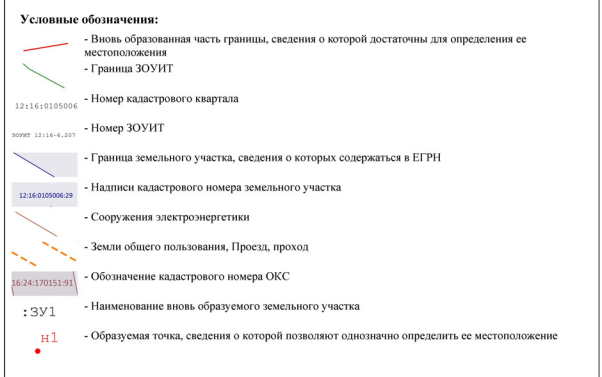 Условные обозначения:
- Вновь образованная часть границы, сведения о которой достаточны для определения ее
местоположения
- Граница ЗОУИТ
12:16:0105006 - Номер кадастрового квартала
ЗОУИТ 12:16-6.207 - Номер ЗОУИТ
- Граница земельного участка, сведения о которых содержаться в ЕГРН
12:16:0105006:29 - Надписи кадастрового номера земельного участка
- Сооружения электроэнергетики
- Земли общего пользования, Проезд, проход
16:24:170151:91 - Обозначение кадастрового номера ОКС
:ЗУ1 - Наименование вновь образуемого земельного участка
н1 - Образуемая точка, сведения о которой позволяют однозначно определить ее местоположение